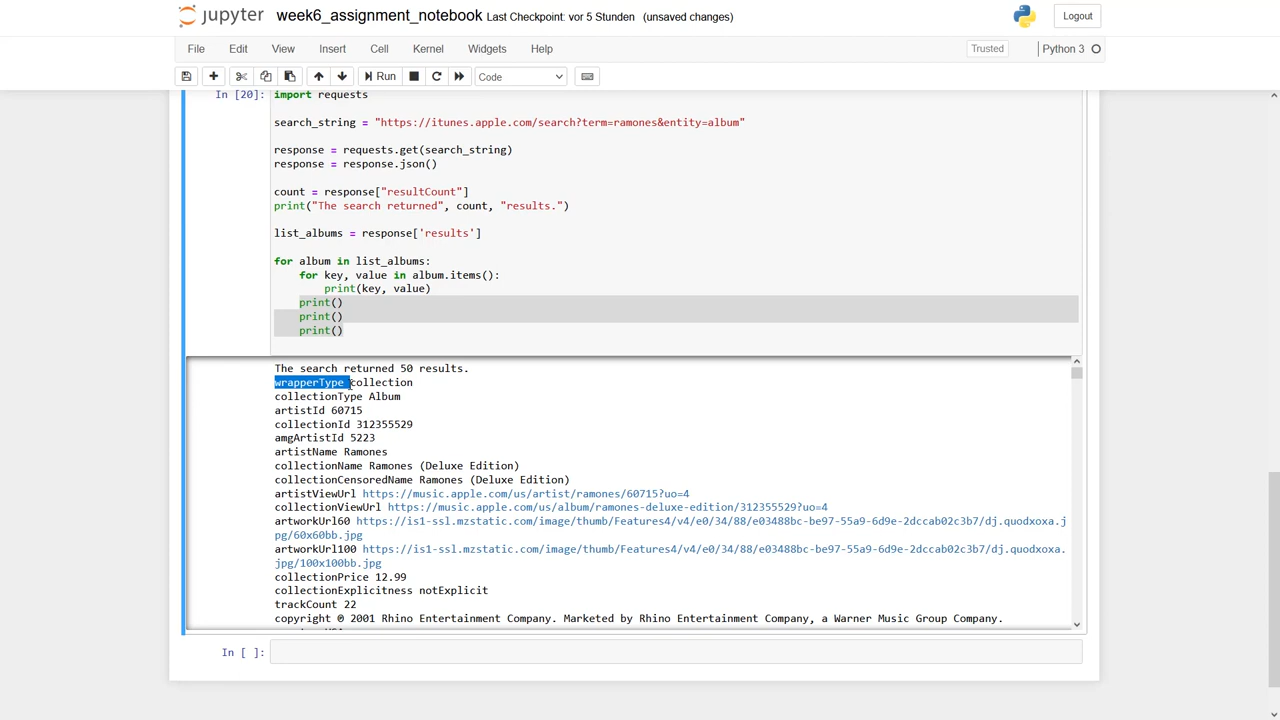 jupyter week6_assignment_notebook Last Checkpoint: vor 5 Stunden (unsaved changes)
Logout
File Edit View Insert Cell Kernel Widgets Help
Trusted Python 3
Run Code
In [20]: import requests
search_string = "https://itunes.apple.com/search?term=ramones&entity=album"
response = requests.get(search_string)
response = response.json()
count = response["resultCount"]
print("The search returned", count, "results.")
list_albums = response['results']
for album in list_albums:
for key, value in album.items():
print(key, value)
print()
print()
print()
The search returned 50 results.
wrapperType collection
collectionType Album
artistId 60715
collectionId 312355529
amgArtistId 5223
artistName Ramones
collectionName Ramones (Deluxe Edition)
collectionCensoredName Ramones (Deluxe Edition)
artistViewUrl https://music.apple.com/us/artist/ramones/60715?uo=4
collectionViewUrl https://music.apple.com/us/album/ramones-deluxe-edition/312355529?uo=4
artworkUrl60 https://is1-ssl.mzstatic.com/image/thumb/Features4/v4/e0/34/88/e03488bc-be97-55a9-6d9e-2dccab02c3b7/dj.quodxoxa.j
pg/60x60bb.jpg
artworkUrl100 https://is1-ssl.mzstatic.com/image/thumb/Features4/v4/e0/34/88/e03488bc-be97-55a9-6d9e-2dccab02c3b7/dj.quodxoxa.
jpg/100x100bb.jpg
collectionPrice 12.99
collectionExplicitness notExplicit
trackCount 22
copyright ℗ 2001 Rhino Entertainment Company. Marketed by Rhino Entertainment Company, a Warner Music Group Company.
In [ ]: